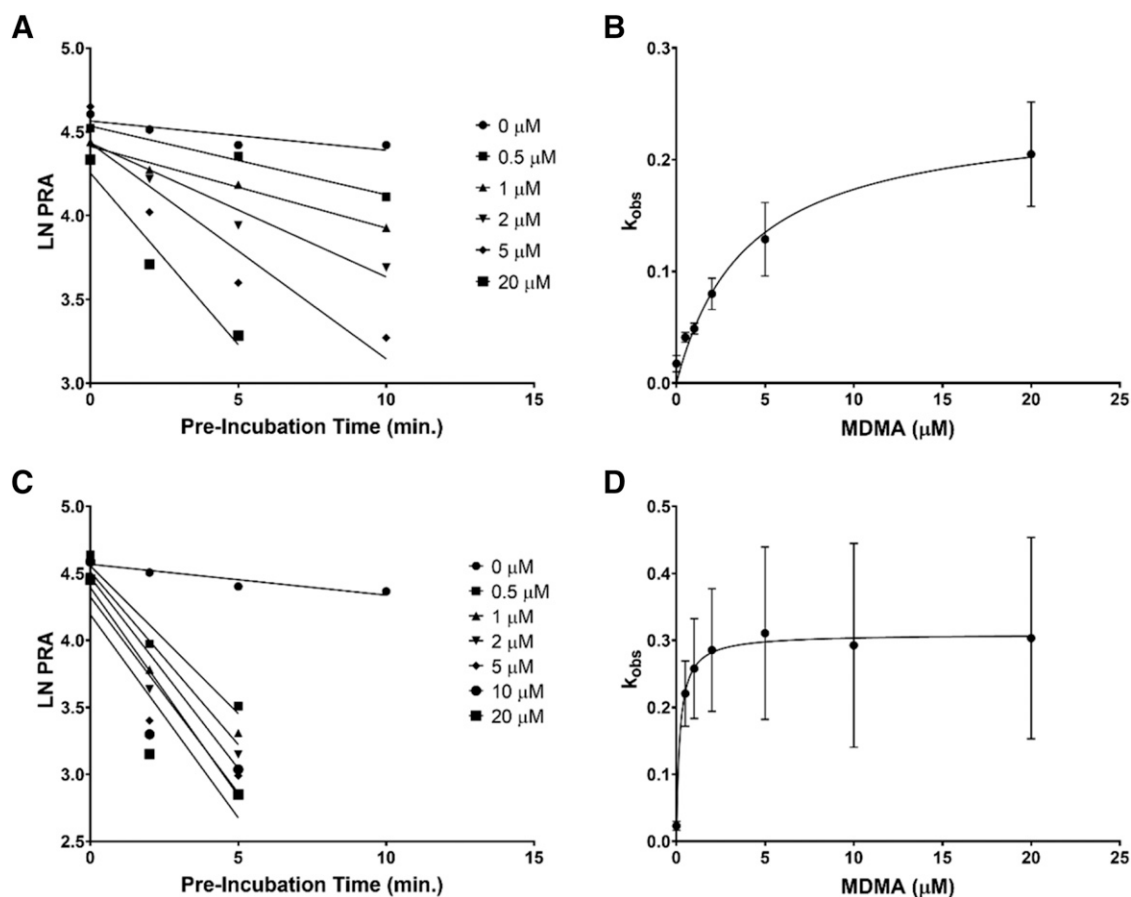 A
5.0
4.5
4.0
3.5
3.0
LN PRA
0
5
10
15
Pre-Incubation Time (min.)
0 μM
0.5 μM
1 μM
2 μM
5 μM
20 μM
B
0.3
0.2
0.1
0.0
k_obs
0
5
10
15
20
25
MDMA (μM)
C
5.0
4.5
4.0
3.5
3.0
2.5
LN PRA
0
5
10
15
Pre-Incubation Time (min.)
0 μM
0.5 μM
1 μM
2 μM
5 μM
10 μM
20 μM
D
0.5
0.4
0.3
0.2
0.1
0.0
k_obs
0
5
10
15
20
25
MDMA (μM)